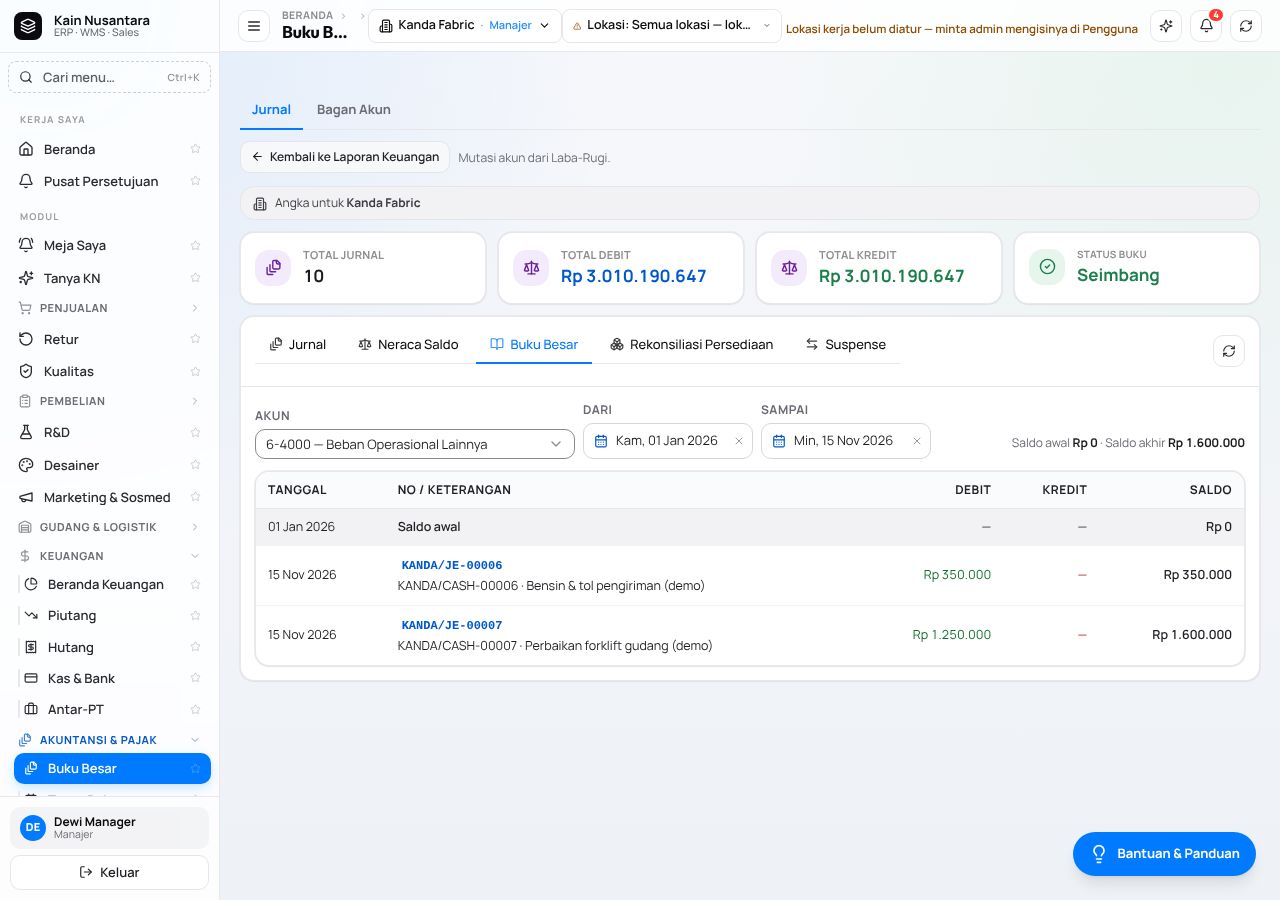 Kain Nusantara
ERP · WMS · Sales
Cari menu... Ctrl+K
KERJA SAYA
Beranda
Pusat Persetujuan
MODUL
Meja Saya
Tanya KN
PENJUALAN
Retur
Kualitas
PEMBELIAN
R&D
Desainer
Marketing & Sosmed
GUDANG & LOGISTIK
KEUANGAN
Beranda Keuangan
Piutang
Hutang
Kas & Bank
Antar-PT
AKUNTANSI & PAJAK
Buku Besar
DE
Dewi Manager
Manajer
Keluar
BERANDA
Buku B...
Kanda Fabric · Manajer
Lokasi: Semua lokasi — lok...
Lokasi kerja belum diatur — minta admin mengisinya di Pengguna
4
Jurnal
Bagan Akun
Kembali ke Laporan Keuangan
Mutasi akun dari Laba-Rugi.
Angka untuk Kanda Fabric
TOTAL JURNAL
10
TOTAL DEBIT
Rp 3.010.190.647
TOTAL KREDIT
Rp 3.010.190.647
STATUS BUKU
Seimbang
Jurnal
Neraca Saldo
Buku Besar
Rekonsiliasi Persediaan
Suspense
AKUN
6-4000 — Beban Operasional Lainnya
DARI
Kam, 01 Jan 2026
SAMPAI
Min, 15 Nov 2026
Saldo awal Rp 0 · Saldo akhir Rp 1.600.000
TANGGAL NO / KETERANGAN DEBIT KREDIT SALDO
01 Jan 2026 Saldo awal — — Rp 0
15 Nov 2026 KANDA/JE-00006 Rp 350.000 — Rp 350.000
KANDA/CASH-00006 · Bensin & tol pengiriman (demo)
15 Nov 2026 KANDA/JE-00007 Rp 1.250.000 — Rp 1.600.000
KANDA/CASH-00007 · Perbaikan forklift gudang (demo)
Bantuan & Panduan